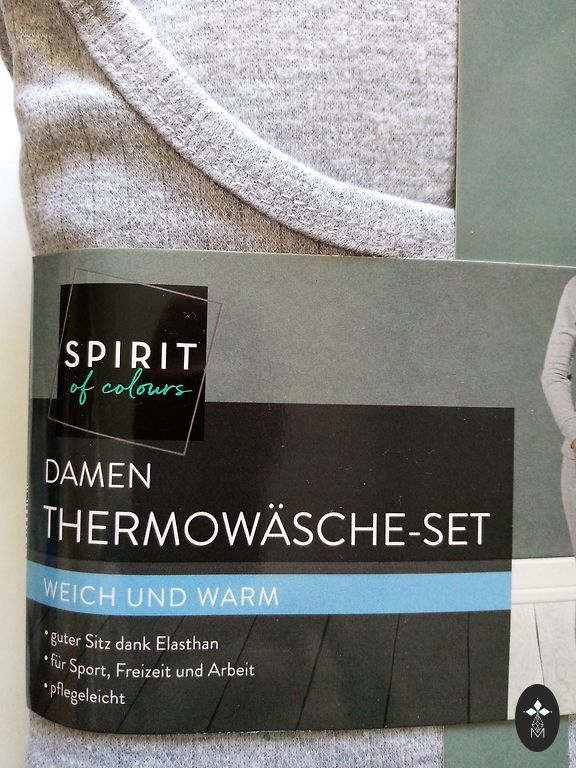 SPIRIT
of colours
DAMEN
THERMOWÄSCHE-SET
WEICH UND WARM
• guter Sitz dank Elasthan
• für Sport, Freizeit und Arbeit
• pflegeleicht